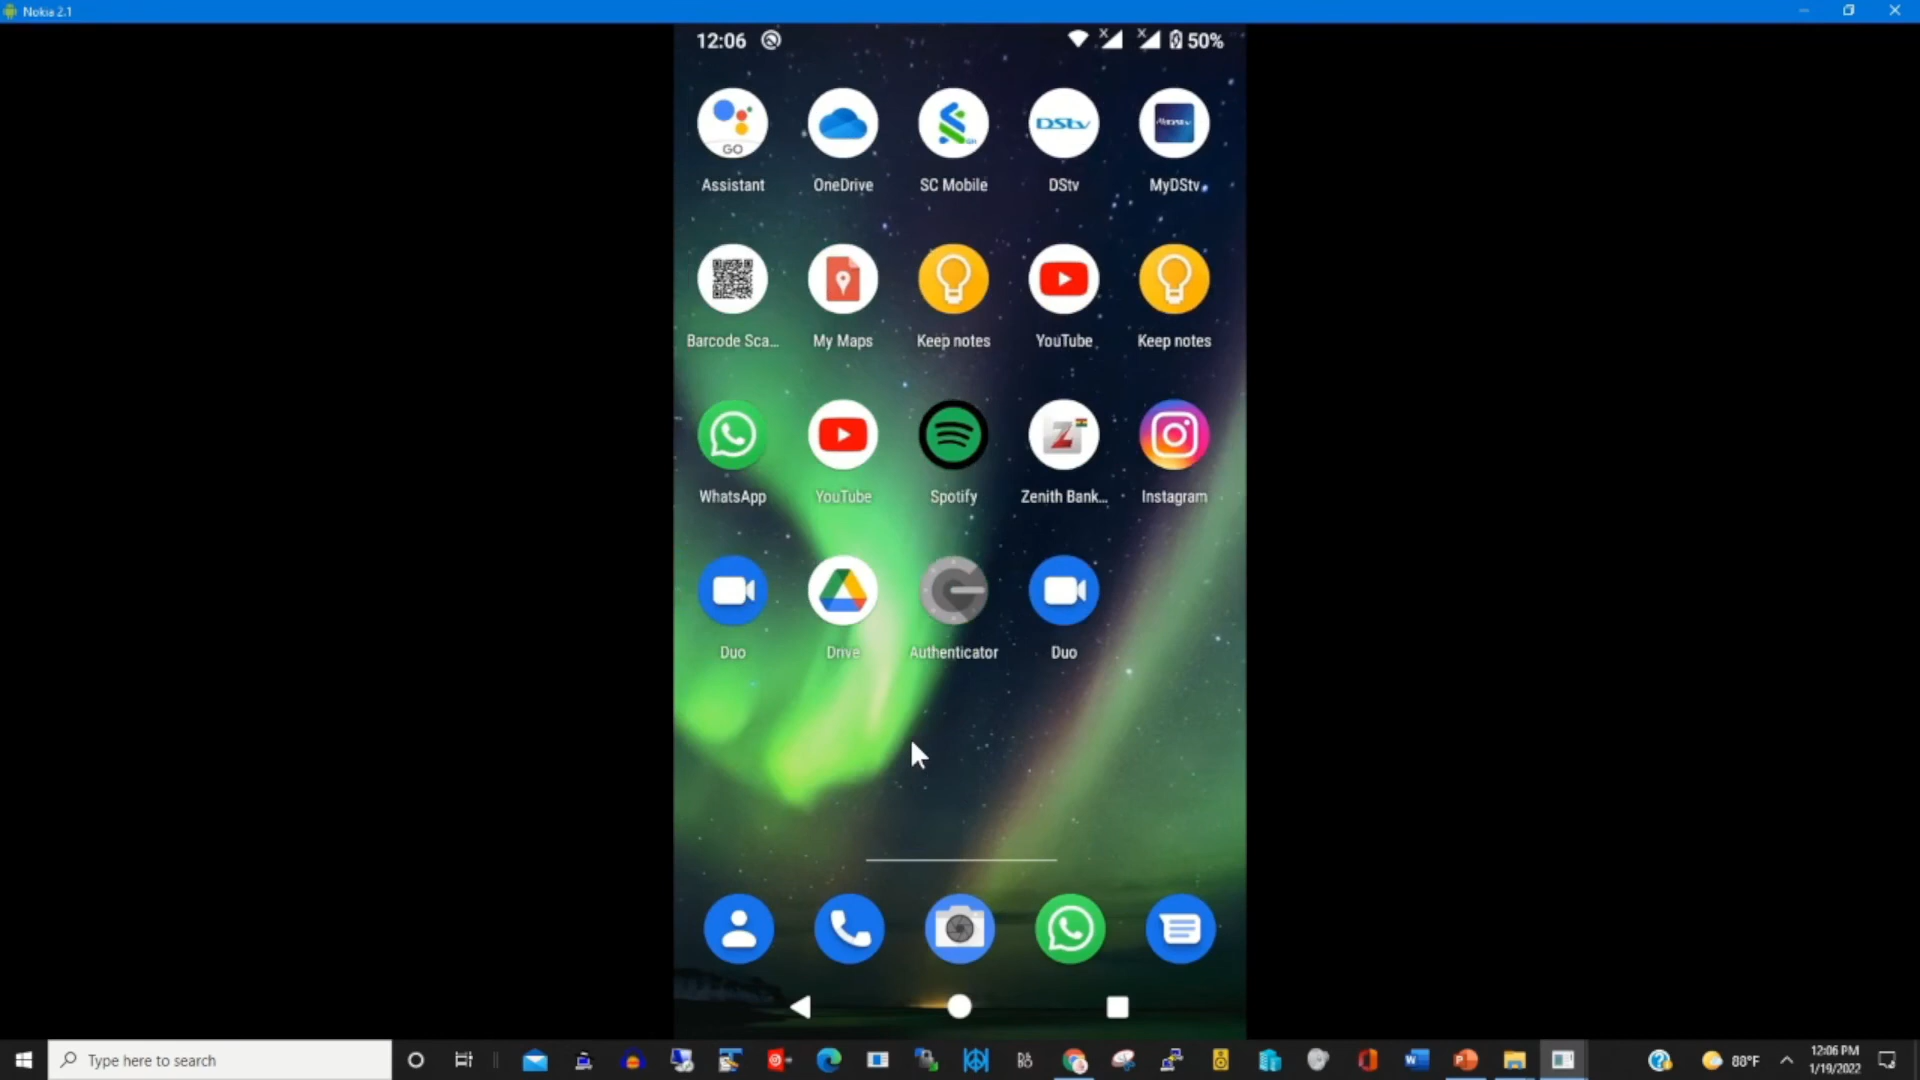 Nokia 2.1
12:06
50%
GO
DStv
Assistant
OneDrive
SC Mobile
DStv
MyDStv
Barcode Sca...
My Maps
Keep notes
YouTube
Keep notes
WhatsApp
YouTube
Spotify
Zenith Bank...
Instagram
Duo
Drive
Authenticator
Duo
Type here to search
88°F
12:06 PM
1/19/2022